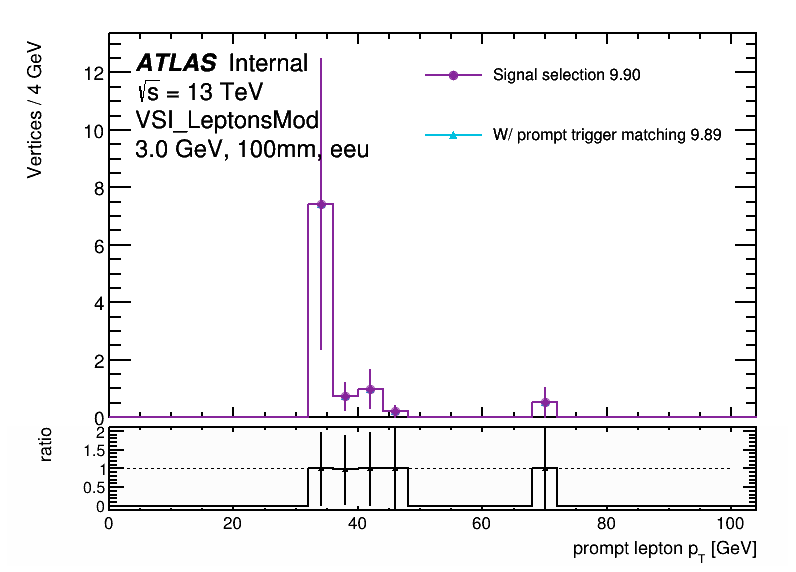 Vertices / 4 GeV
ATLAS Internal
√s = 13 TeV
VSI_LeptonsMod
3.0 GeV, 100mm, eeu
Signal selection 9.90
W/ prompt trigger matching 9.89
12
10
8
6
4
2
0
ratio
2
1.5
1
0.5
0
0 20 40 60 80 100
prompt lepton p_T [GeV]